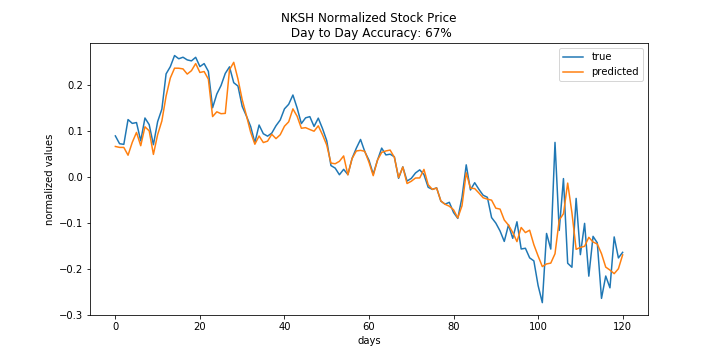 NKSH Normalized Stock Price
Day to Day Accuracy: 67%
true
predicted
normalized values
0.2
0.1
0.0
−0.1
−0.2
−0.3
0
20
40
60
80
100
120
days